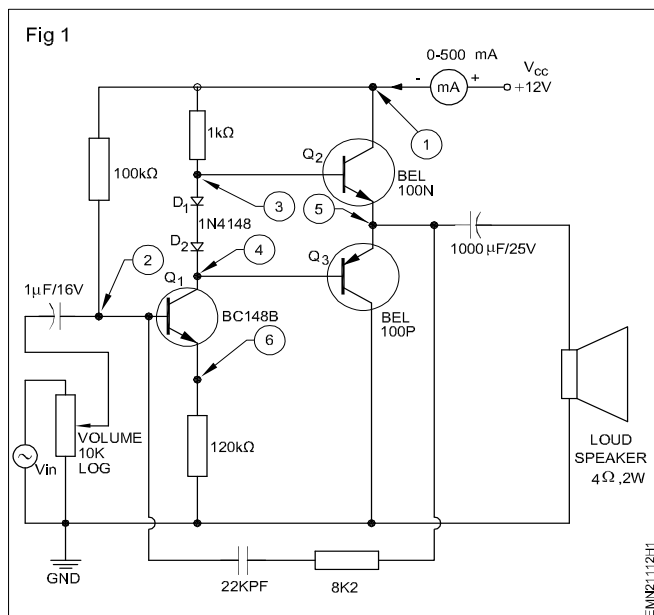 Fig 1
0-500 mA
- mA +
VCC
+12V
1kΩ
1
Q2
BEL
100N
100kΩ
D1
3
1N4148
5
D2
4
1000 µF/25V
2
Q3
Q1
1µF/16V
BC148B
BEL
100P
6
VOLUME
10K
LOG
120kΩ
LOUD
SPEAKER
4Ω ,2W
Vin
GND
22KPF
8K2
EMN21112H1